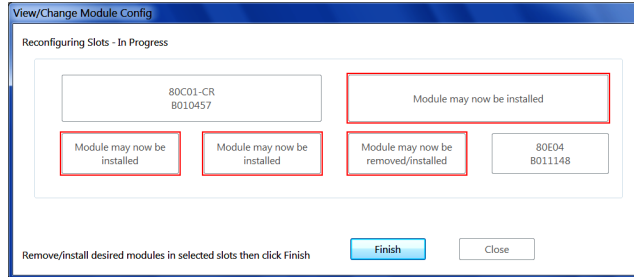 View/Change Module Config
Reconfiguring Slots - In Progress
80C01-CR
B010457
Module may now be installed
Module may now be
installed
Module may now be
installed
Module may now be
removed/installed
80E04
B011148
Remove/install desired modules in selected slots then click Finish
Finish
Close